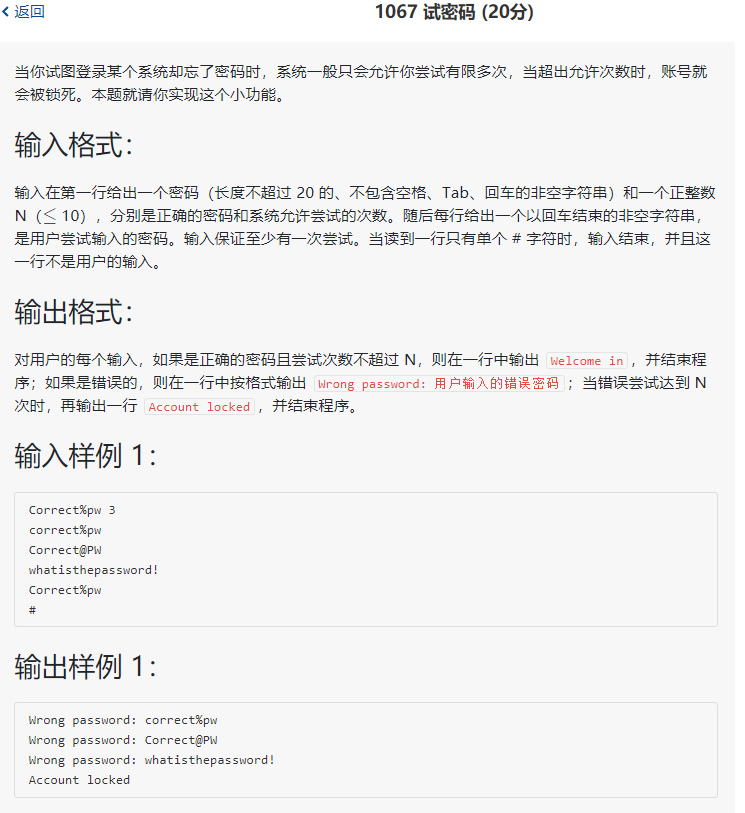 返回
1067 试密码 (20分)
当你试图登录某个系统却忘了密码时，系统一般只会允许你尝试有限多次，当超出允许次数时，账号就
会被锁死。本题就请你实现这个小功能。
输入格式：
输入在第一行给出一个密码（长度不超过 20 的、不包含空格、Tab、回车的非空字符串）和一个正整数
N（≤ 10），分别是正确的密码和系统允许尝试的次数。随后每行给出一个以回车结束的非空字符串，
是用户尝试输入的密码。输入保证至少有一次尝试。当读到一行只有单个 # 字符时，输入结束，并且这
一行不是用户的输入。
输出格式：
对用户的每个输入，如果是正确的密码且尝试次数不超过 N，则在一行中输出 Welcome in，并结束程
序；如果是错误的，则在一行中按格式输出 Wrong password: 用户输入的错误密码；当错误尝试达到 N
次时，再输出一行 Account locked，并结束程序。
输入样例 1：
Correct%pw 3
correct%pw
Correct@PW
whatisthepassword!
Correct%pw
#
输出样例 1：
Wrong password: correct%pw
Wrong password: Correct@PW
Wrong password: whatisthepassword!
Account locked